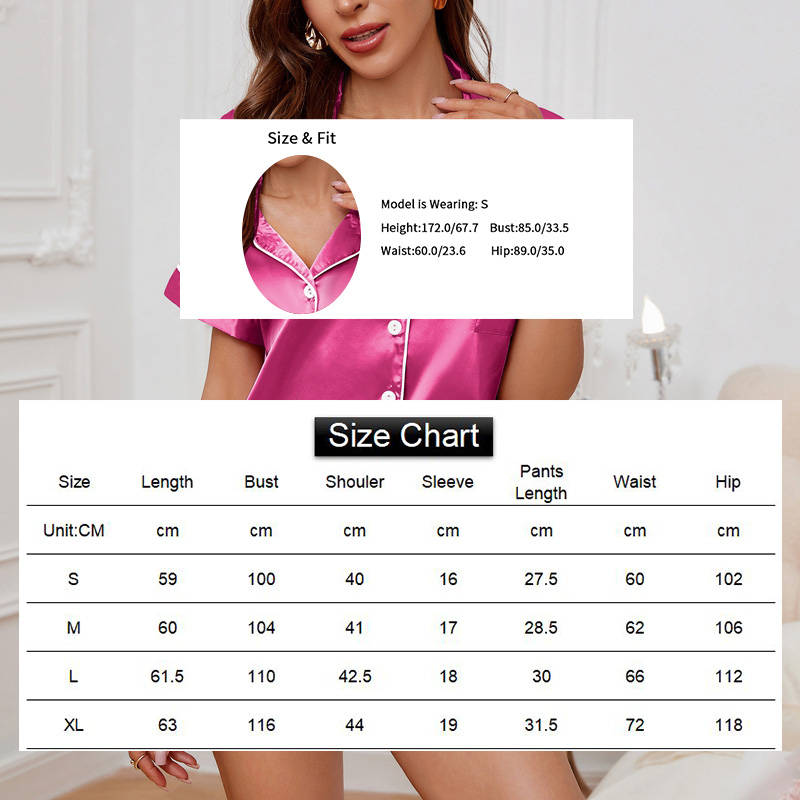 Size & Fit
Model is Wearing: S
Height:172.0/67.7 Bust:85.0/33.5
Waist:60.0/23.6 Hip:89.0/35.0
Size Chart
Size Length Bust Shouler Sleeve Pants Length Waist Hip
Unit:CM cm cm cm cm cm cm cm
S 59 100 40 16 27.5 60 102
M 60 104 41 17 28.5 62 106
L 61.5 110 42.5 18 30 66 112
XL 63 116 44 19 31.5 72 118